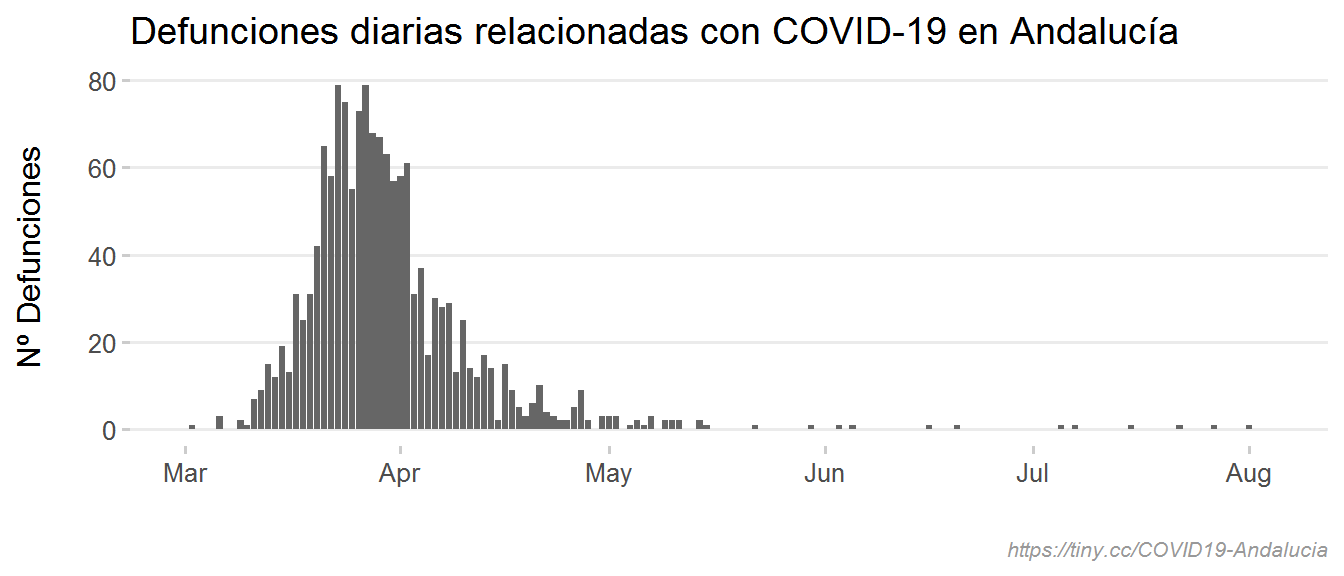 Defunciones diarias relacionadas con COVID-19 en Andalucía
Nº Defunciones
80
60
40
20
0
Mar Apr May Jun Jul Aug
https://tiny.cc/COVID19-Andalucia